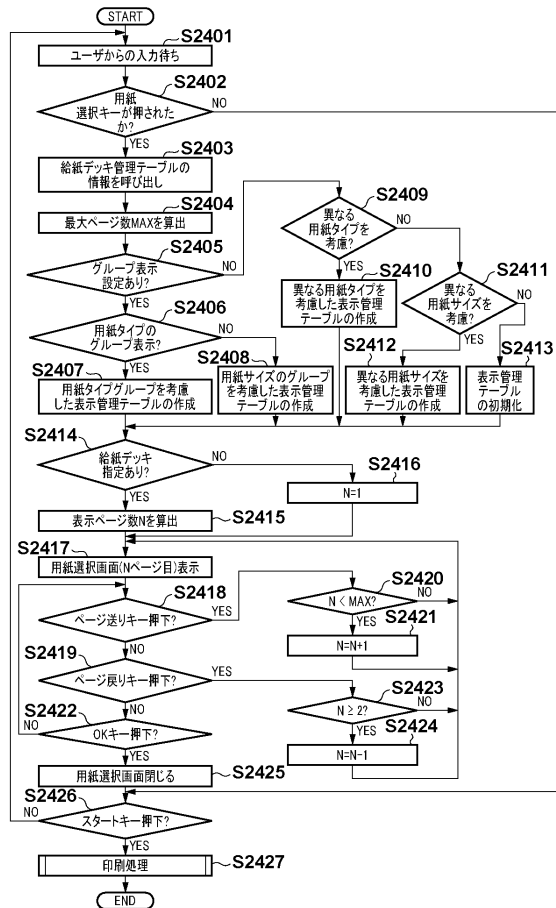 START
S2401
ユーザからの入力待ち
S2402
用紙
選択キーが押された
か?
NO
YES
S2403
給紙デッキ管理テーブルの
情報を呼び出し
S2404
最大ページ数MAXを算出
S2405
グループ表示
設定あり?
NO
YES
S2406
用紙タイプの
グループ表示?
NO
YES
S2407
用紙タイプグループを考慮
した表示管理テーブルの作成
S2408
用紙サイズのグループ
を考慮した表示管理
テーブルの作成
S2409
異なる
用紙タイプを
考慮?
NO
YES
S2410
異なる用紙タイプを
考慮した表示管理
テーブルの作成
S2411
異なる
用紙サイズを
考慮?
NO
YES
S2412
異なる用紙サイズを
考慮した表示管理
テーブルの作成
S2413
表示管理
テーブル
の初期化
S2414
給紙デッキ
指定あり?
NO
YES
S2416
N=1
表示ページ数Nを算出
S2415
S2417
用紙選択画面(Nページ目)表示
S2418
ページ送りキー押下?
YES
NO
S2420
N < MAX?
NO
YES
S2421
N=N+1
S2419
ページ戻りキー押下?
YES
NO
S2423
N ≥ 2?
NO
YES
S2424
N=N-1
S2422
OKキー押下?
NO
YES
用紙選択画面閉じる
S2425
S2426
スタートキー押下?
NO
YES
印刷処理
S2427
END